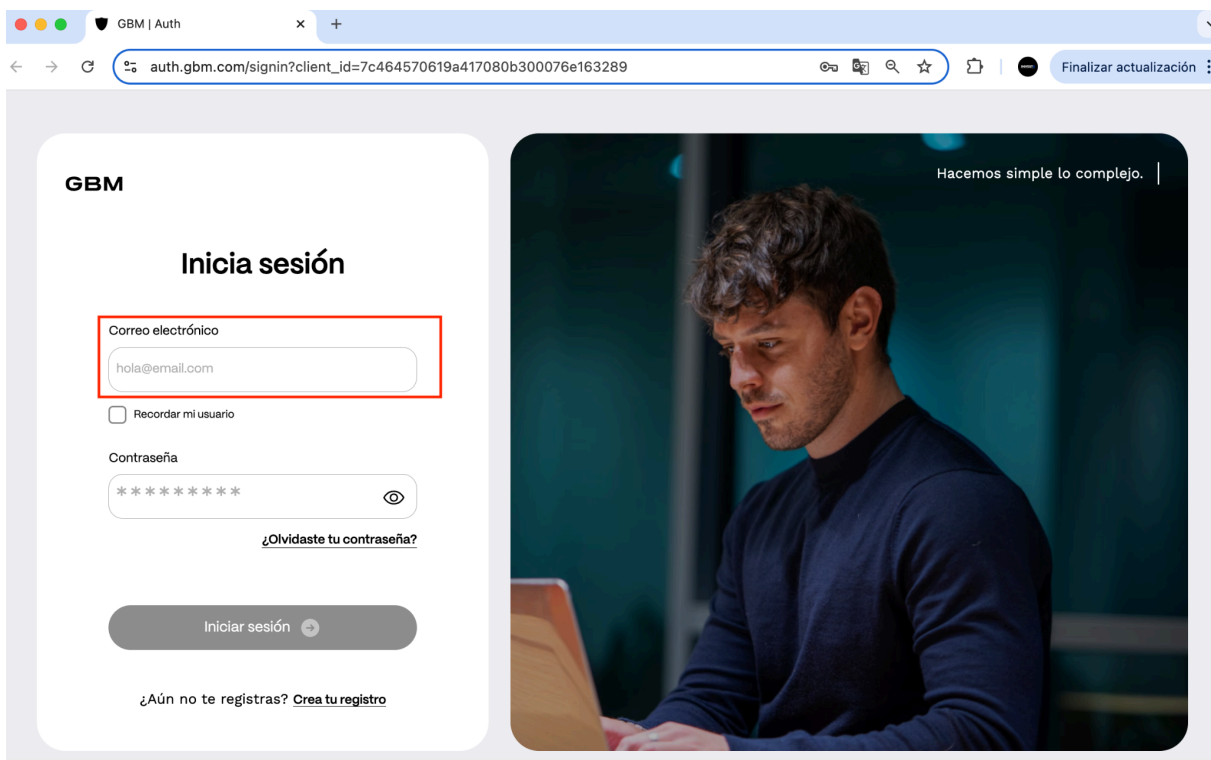 GBM | Auth
auth.gbm.com/signin?client_id=7c464570619a417080b300076e163289
Finalizar actualización
GBM
Hacemos simple lo complejo.
Inicia sesión
Correo electrónico
hola@email.com
Recordar mi usuario
Contraseña
*********
¿Olvidaste tu contraseña?
Iniciar sesión
¿Aún no te registras? Crea tu registro